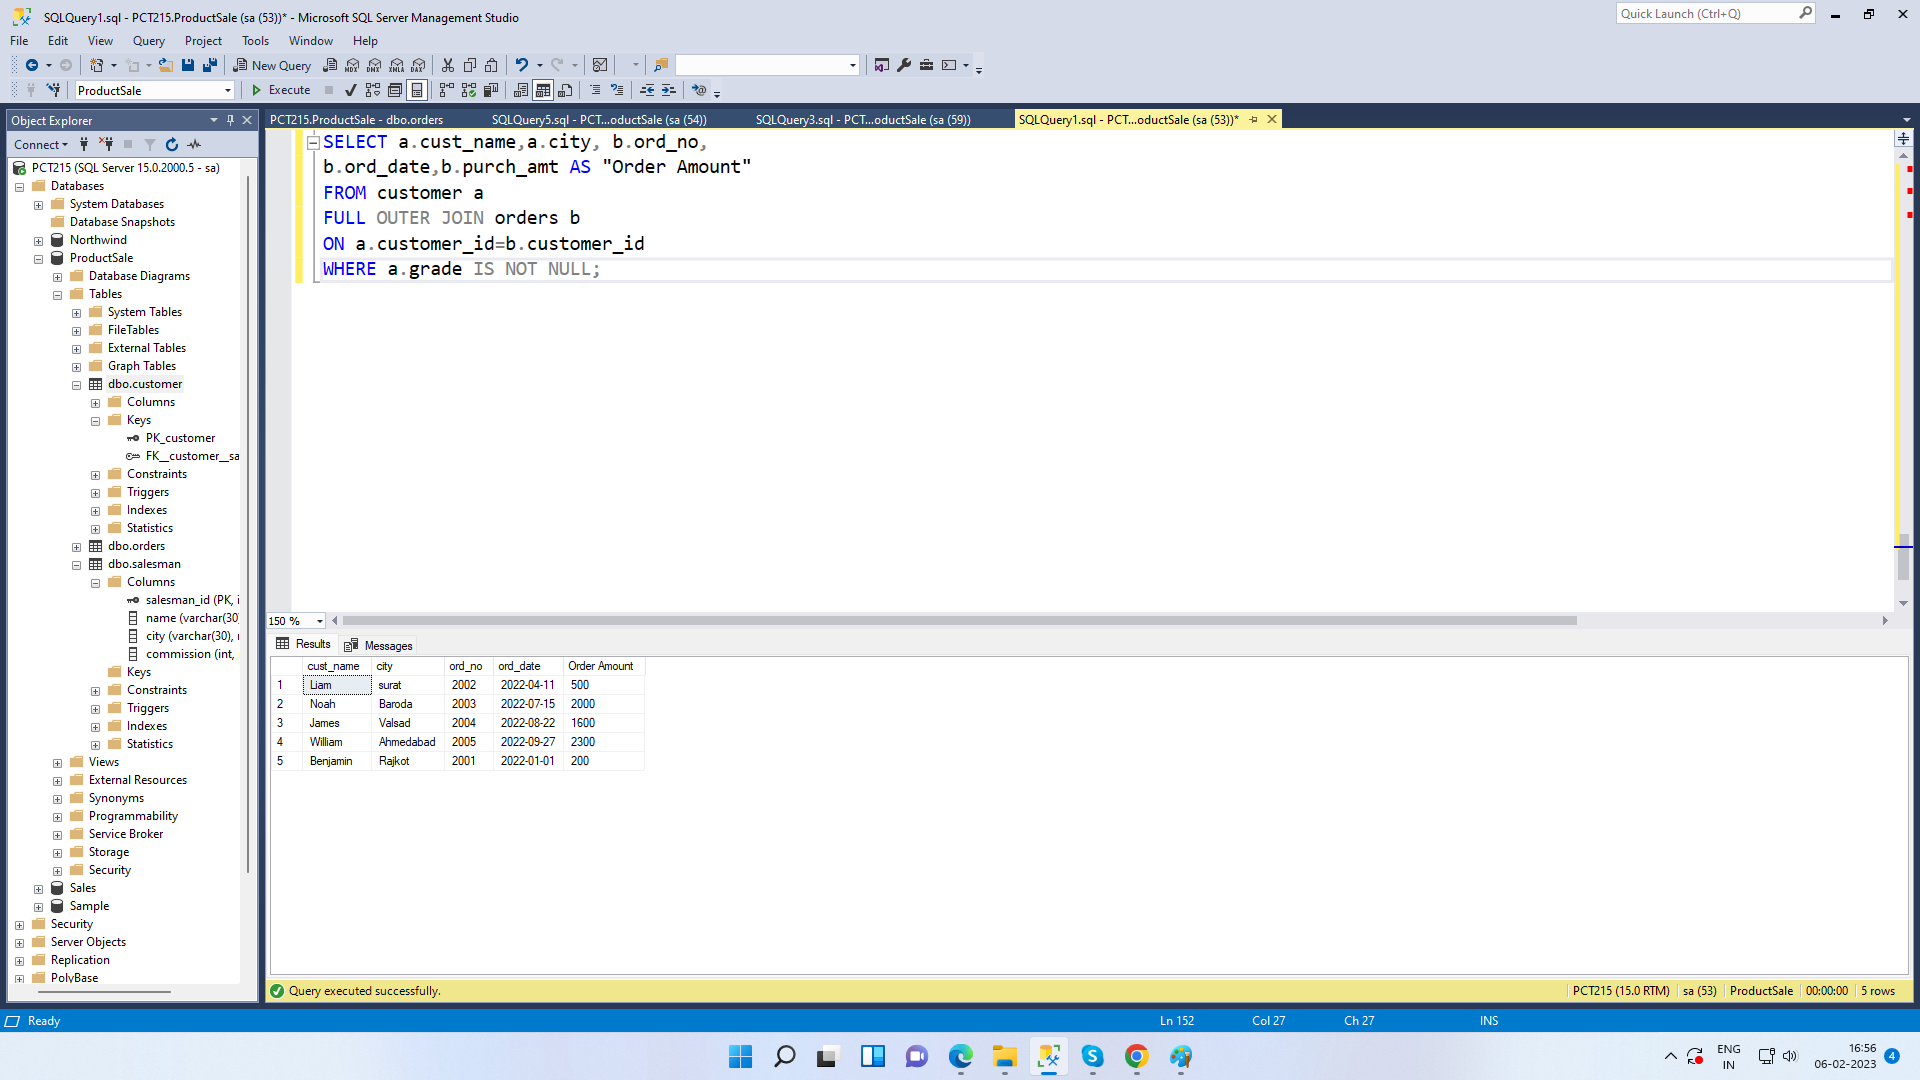 SQLQuery1.sql - PCT215.ProductSale (sa (53))* - Microsoft SQL Server Management Studio
Quick Launch (Ctrl+Q)
File Edit View Query Project Tools Window Help
New Query MDX DMX XMLA DAX
ProductSale Execute
Object Explorer
PCT215.ProductSale - dbo.orders SQLQuery5.sql - PCT...oductSale (sa (54)) SQLQuery3.sql - PCT...oductSale (sa (59)) SQLQuery1.sql - PCT...oductSale (sa (53))*
Connect
PCT215 (SQL Server 15.0.2000.5 - sa)
Databases
System Databases
Database Snapshots
Northwind
ProductSale
Database Diagrams
Tables
System Tables
FileTables
External Tables
Graph Tables
dbo.customer
Columns
Keys
PK_customer
FK__customer__sa
Constraints
Triggers
Indexes
Statistics
dbo.orders
dbo.salesman
Columns
salesman_id (PK, i
name (varchar(30)
city (varchar(30), n
commission (int,
Keys
Constraints
Triggers
Indexes
Statistics
Views
External Resources
Synonyms
Programmability
Service Broker
Storage
Security
Sales
Sample
Security
Server Objects
Replication
PolyBase
SELECT a.cust_name,a.city, b.ord_no,
b.ord_date,b.purch_amt AS "Order Amount"
FROM customer a
FULL OUTER JOIN orders b
ON a.customer_id=b.customer_id
WHERE a.grade IS NOT NULL;
150 %
Results Messages
cust_name city ord_no ord_date Order Amount
1 Liam surat 2002 2022-04-11 500
2 Noah Baroda 2003 2022-07-15 2000
3 James Valsad 2004 2022-08-22 1600
4 William Ahmedabad 2005 2022-09-27 2300
5 Benjamin Rajkot 2001 2022-01-01 200
Query executed successfully. PCT215 (15.0 RTM) sa (53) ProductSale 00:00:00 5 rows
Ready Ln 152 Col 27 Ch 27 INS
ENG
IN
16:56
06-02-2023
4